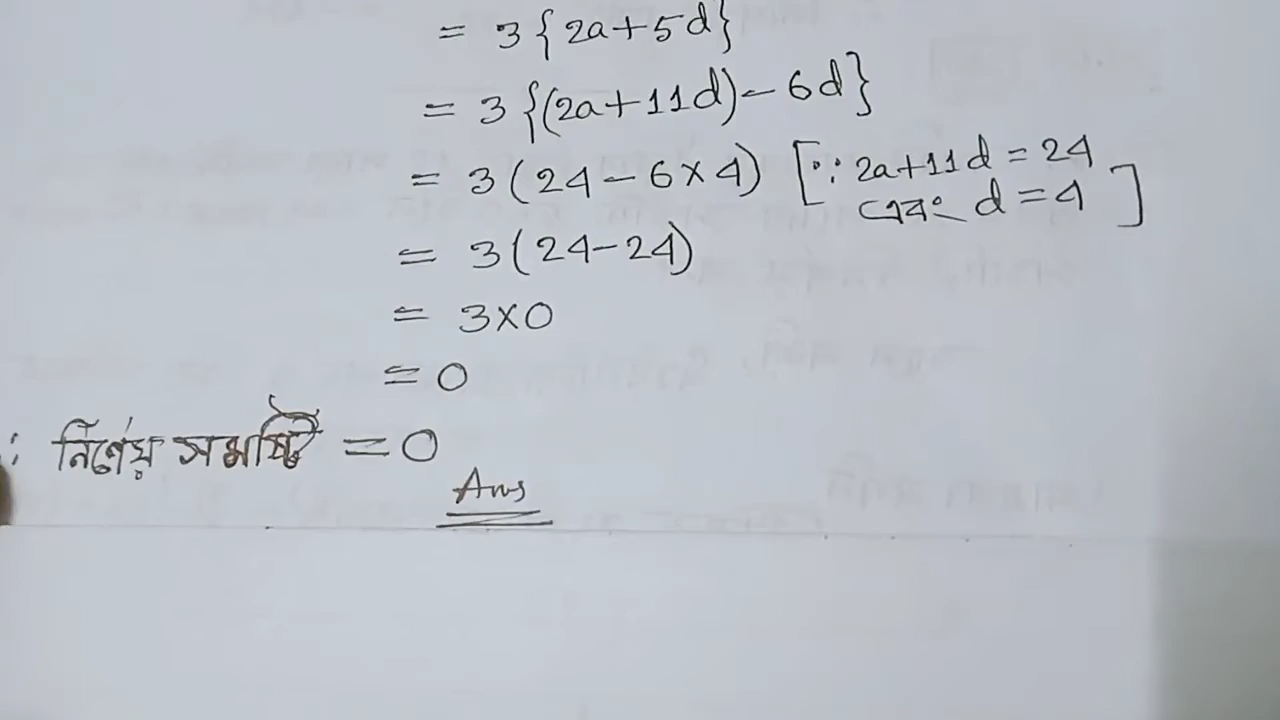 = 3{2a+5d}
= 3{(2a+11d)-6d}
= 3(24-6×4) [∵ 2a+11d=24
এবং d=4]
= 3(24-24)
= 3×0
= 0
∴ নির্ণেয় সমষ্টি = 0
Ans